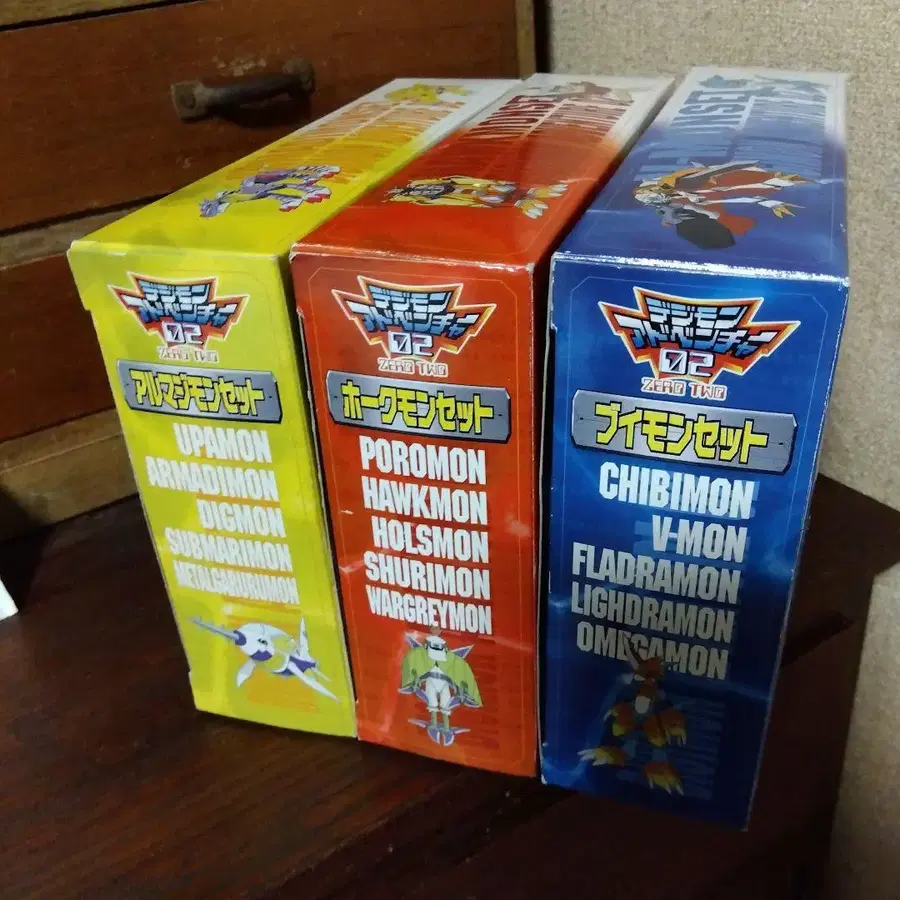 デジモン
アドベンチャー
02
ZERO TWO
アルマジモンセット
UPAMON
ARMADIMON
DIGMON
SUBMARIMON
METALGARURUMON
デジモン
アドベンチャー
02
ZERO TWO
ホークモンセット
POROMON
HAWKMON
HOLSMON
SHURIMON
WARGREYMON
デジモン
アドベンチャー
02
ZERO TWO
ブイモンセット
CHIBIMON
V-MON
FLADRAMON
LIGHDRAMON
OMEGAMON